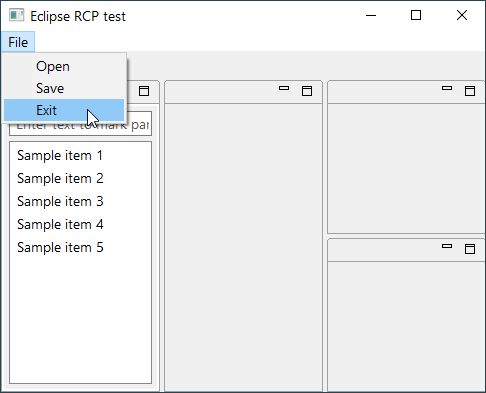 Eclipse RCP test
File
Open
Save
Exit
Enter text to mark par
Sample item 1
Sample item 2
Sample item 3
Sample item 4
Sample item 5